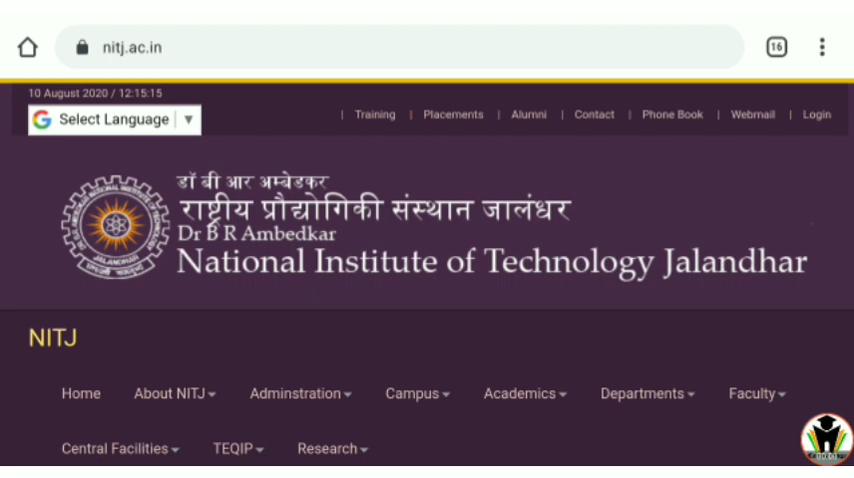 nitj.ac.in
16
10 August 2020 / 12:15:15
Select Language ▼
| Training | Placements | Alumni | Contact | Phone Book | Webmail | Login
डॉ बी आर अम्बेडकर
राष्ट्रीय प्रौद्योगिकी संस्थान जालंधर
Dr B R Ambedkar
National Institute of Technology Jalandhar
NITJ
Home About NITJ Adminstration Campus Academics Departments Faculty
Central Facilities TEQIP Research